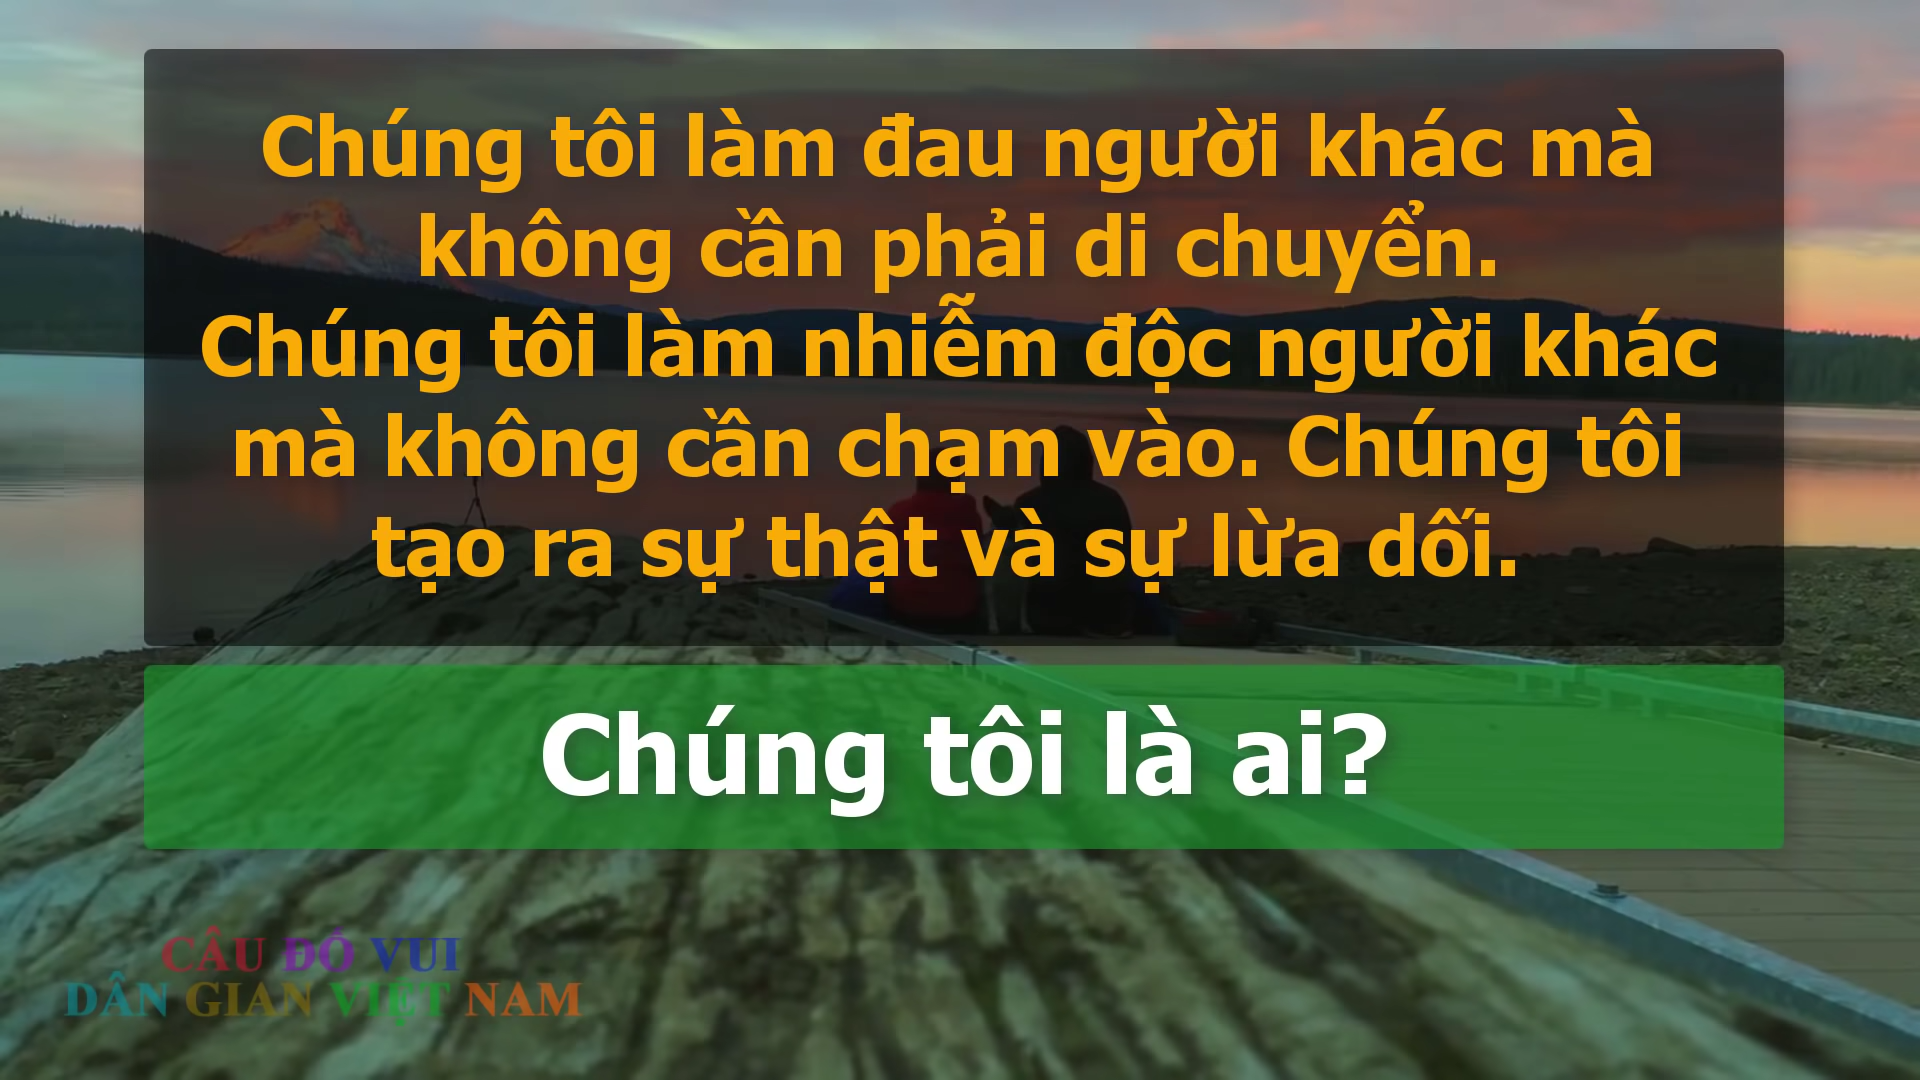 Chúng tôi làm đau người khác mà
không cần phải di chuyển.
Chúng tôi làm nhiễm độc người khác
mà không cần chạm vào. Chúng tôi
tạo ra sự thật và sự lừa dối.
Chúng tôi là ai?
CÂU ĐỐ VUI
DÂN GIAN VIỆT NAM